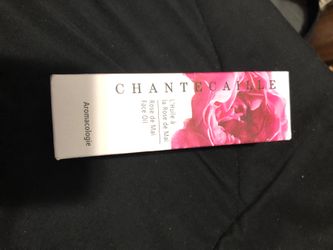 CHANTECAILLE
L'Huile à
la Rose de Mai
Rose de Mai
Face Oil
Aromacologie